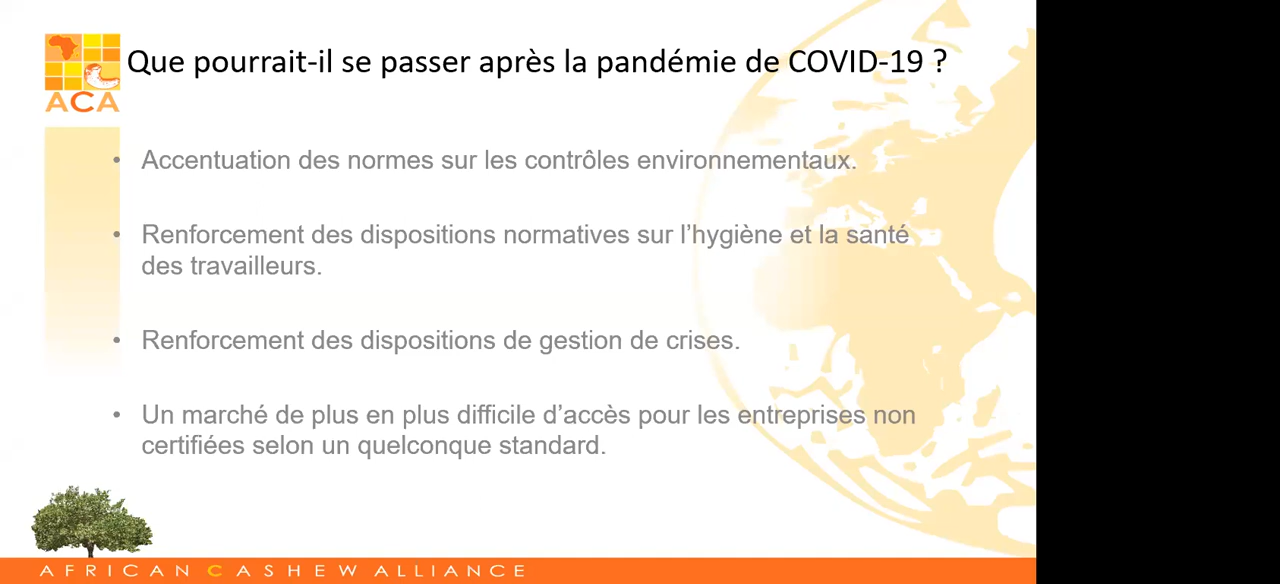 Que pourrait-il se passer après la pandémie de COVID-19 ?
ACA
• Accentuation des normes sur les contrôles environnementaux.
• Renforcement des dispositions normatives sur l’hygiène et la santé
des travailleurs.
• Renforcement des dispositions de gestion de crises.
• Un marché de plus en plus difficile d’accès pour les entreprises non
certifiées selon un quelconque standard.
AFRICAN CASHEW ALLIANCE